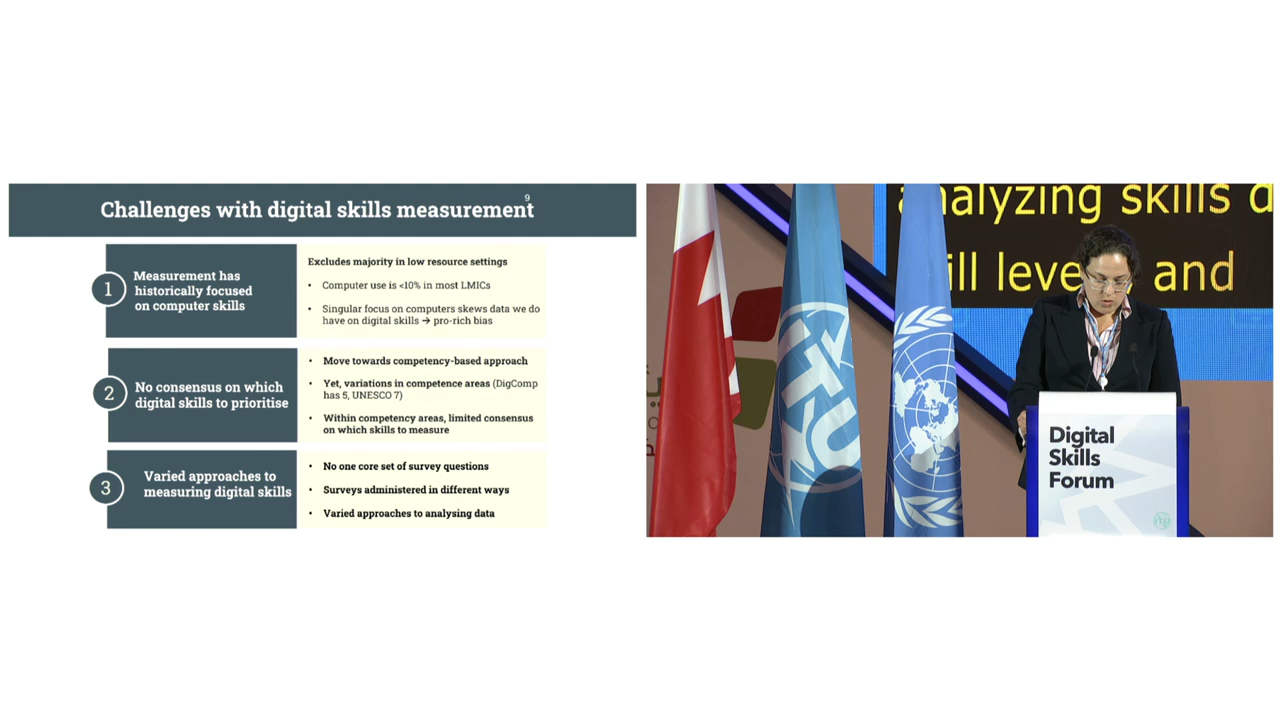 Challenges with digital skills measurement
9
1
Measurement has
historically focused
on computer skills
Excludes majority in low resource settings
• Computer use is <10% in most LMICs
• Singular focus on computers skews data we do
have on digital skills → pro-rich bias
2
No consensus on which
digital skills to prioritise
• Move towards competency-based approach
• Yet, variations in competence areas (DigComp
has 5, UNESCO 7)
• Within competency areas, limited consensus
on which skills to measure
3
Varied approaches to
measuring digital skills
• No one core set of survey questions
• Surveys administered in different ways
• Varied approaches to analysing data
analyzing skills d
and
ITU
Digital
Skills
Forum